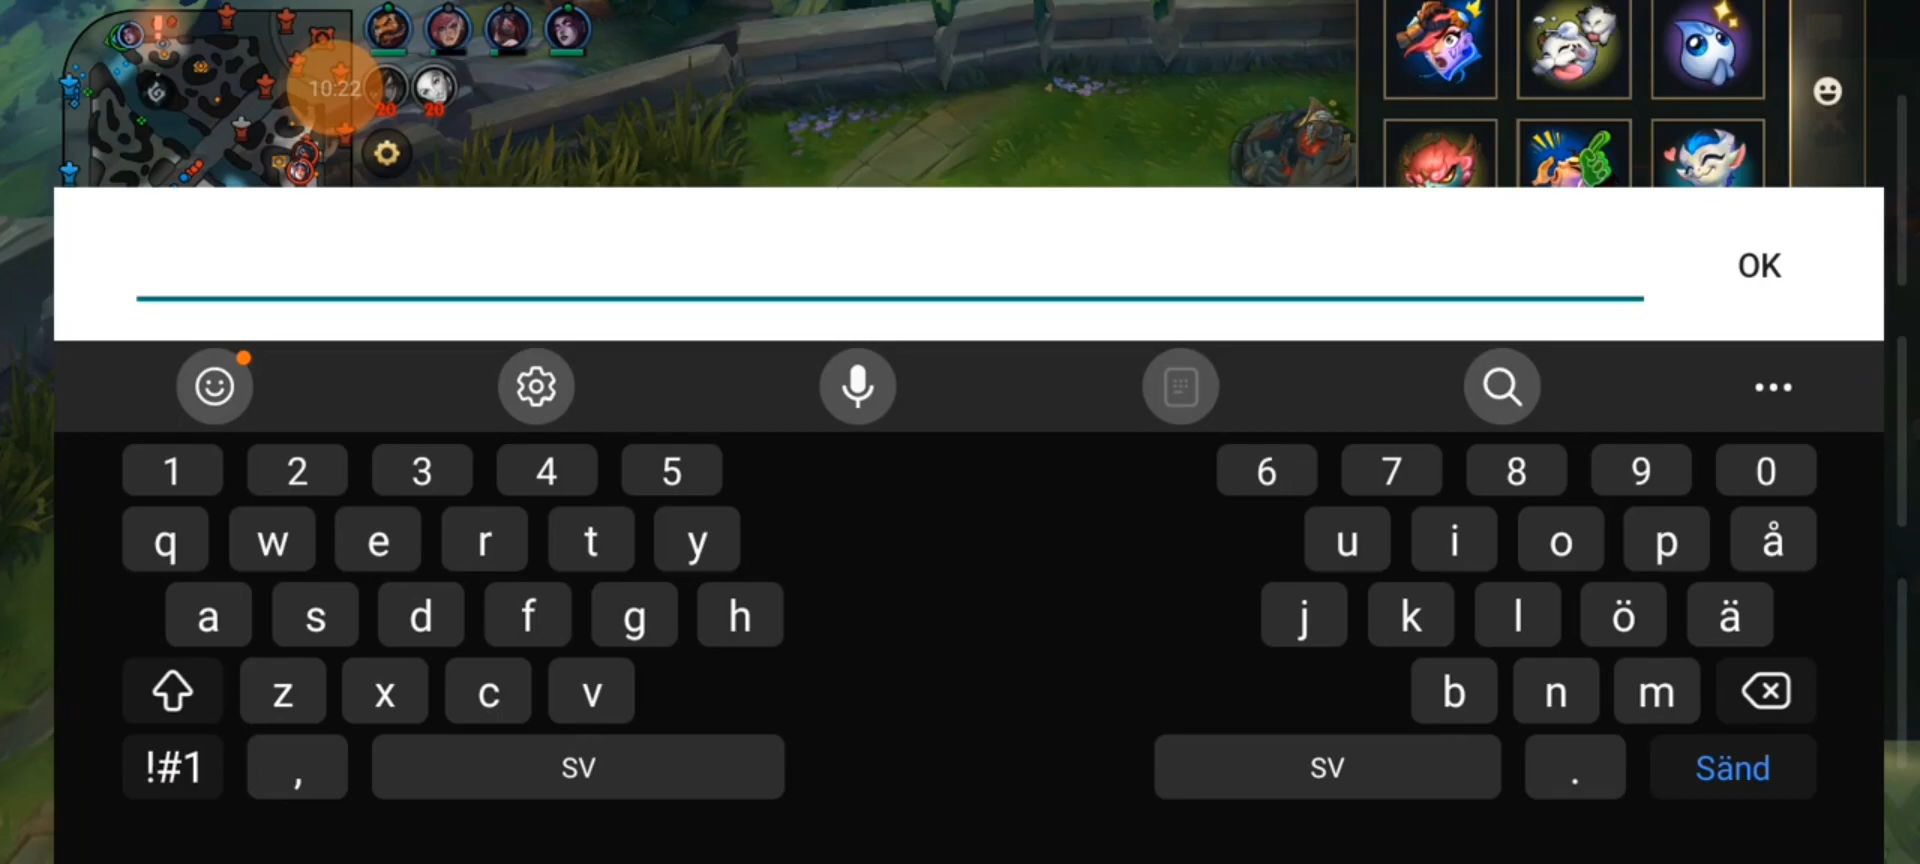 10:22
20 20
OK
1 2 3 4 5 6 7 8 9 0
q w e r t y u i o p å
a s d f g h j k l ö ä
z x c v b n m
!#1 , SV SV . Sänd